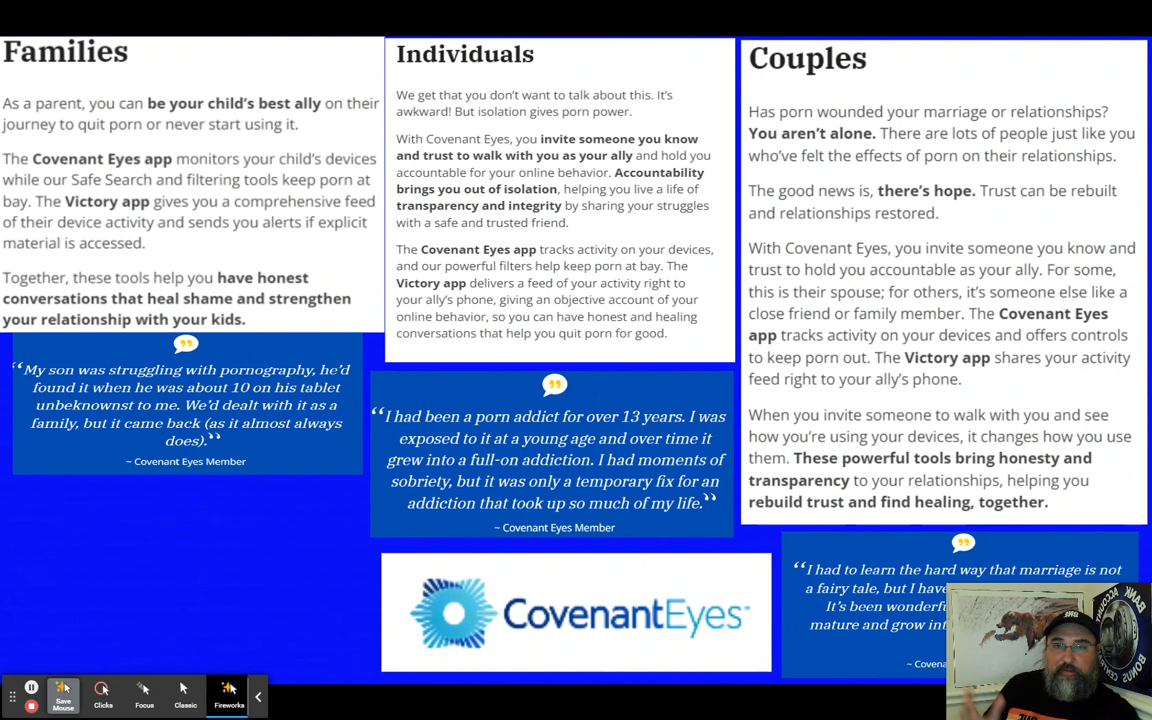 Families
As a parent, you can be your child's best ally on their
journey to quit porn or never start using it.
The Covenant Eyes app monitors your child's devices
while our Safe Search and filtering tools keep porn at
bay. The Victory app gives you a comprehensive feed
of their device activity and sends you alerts if explicit
material is accessed.
Together, these tools help you have honest
conversations that heal shame and strengthen
your relationship with your kids.
“My son was struggling with pornography, he'd
found it when he was about 10 on his tablet
unbeknownst to me. We'd dealt with it as a
family, but it came back (as it almost always
does).”
~ Covenant Eyes Member
Individuals
We get that you don't want to talk about this. It's
awkward! But isolation gives porn power.
With Covenant Eyes, you invite someone you know
and trust to walk with you as your ally and hold you
accountable for your online behavior. Accountability
brings you out of isolation, helping you live a life of
transparency and integrity by sharing your struggles
with a safe and trusted friend.
The Covenant Eyes app tracks activity on your devices,
and our powerful filters help keep porn at bay. The
Victory app delivers a feed of your activity right to
your ally's phone, giving an objective account of your
online behavior, so you can have honest and healing
conversations that help you quit porn for good.
“I had been a porn addict for over 13 years. I was
exposed to it at a young age and over time it
grew into a full-on addiction. I had moments of
sobriety, but it was only a temporary fix for an
addiction that took up so much of my life.”
~ Covenant Eyes Member
CovenantEyes
Couples
Has porn wounded your marriage or relationships?
You aren't alone. There are lots of people just like you
who've felt the effects of porn on their relationships.
The good news is, there's hope. Trust can be rebuilt
and relationships restored.
With Covenant Eyes, you invite someone you know and
trust to hold you accountable as your ally. For some,
this is their spouse; for others, it's someone else like a
close friend or family member. The Covenant Eyes
app tracks activity on your devices and offers controls
to keep porn out. The Victory app shares your activity
feed right to your ally's phone.
When you invite someone to walk with you and see
how you're using your devices, it changes how you use
them. These powerful tools bring honesty and
transparency to your relationships, helping you
rebuild trust and find healing, together.
“I had to learn the hard way that marriage is not
a fairy tale, but I have
It's been wonderf
mature and grow int
~ Covena
BANK
ACCOUNT
BONUS
Save
Mouse
Clicks
Focus
Classic
Fireworks